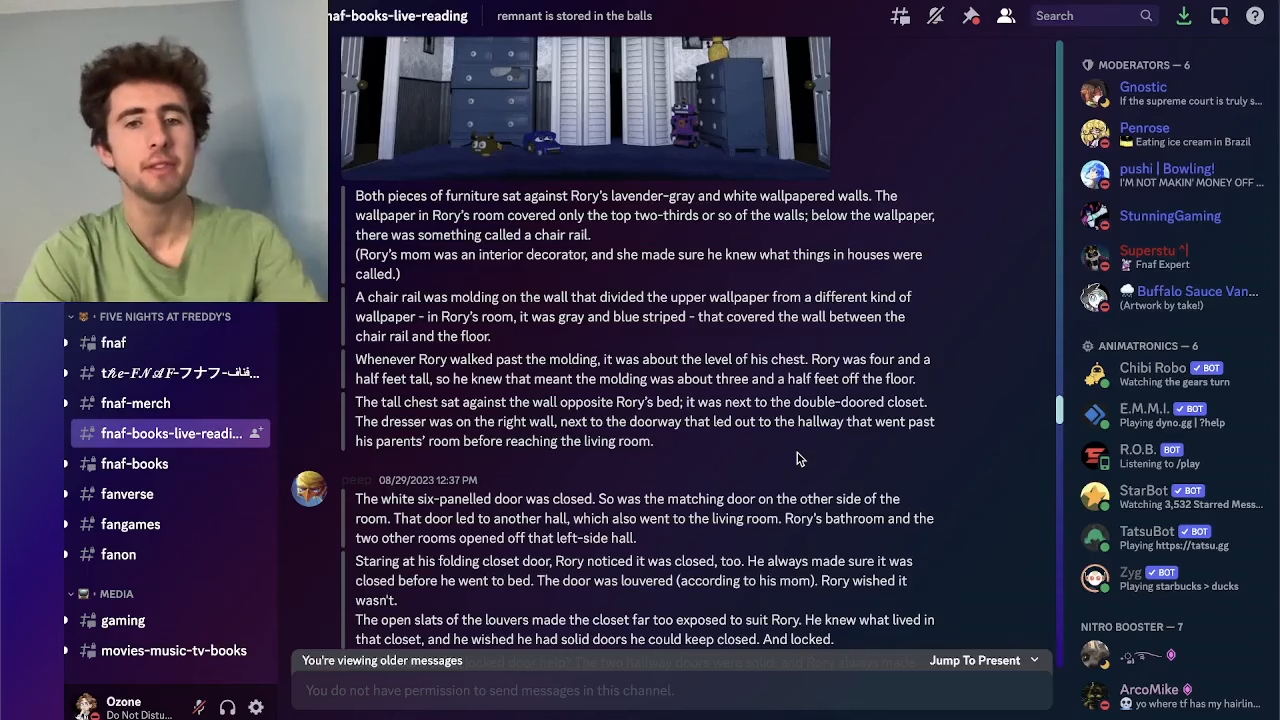 fnaf-books-live-reading
remnant is stored in the balls
Search
Both pieces of furniture sat against Rory's lavender-gray and white wallpapered walls. The
wallpaper in Rory's room covered only the top two-thirds or so of the walls; below the wallpaper,
there was something called a chair rail.
(Rory's mom was an interior decorator, and she made sure he knew what things in houses were
called.)
A chair rail was molding on the wall that divided the upper wallpaper from a different kind of
wallpaper - in Rory's room, it was gray and blue striped - that covered the wall between the
chair rail and the floor.
Whenever Rory walked past the molding, it was about the level of his chest. Rory was four and a
half feet tall, so he knew that meant the molding was about three and a half feet off the floor.
The tall chest sat against the wall opposite Rory's bed; it was next to the double-doored closet.
The dresser was on the right wall, next to the doorway that led out to the hallway that went past
his parents' room before reaching the living room.
peep 08/29/2023 12:37 PM
The white six-panelled door was closed. So was the matching door on the other side of the
room. That door led to another hall, which also went to the living room. Rory's bathroom and the
two other rooms opened off that left-side hall.
Staring at his folding closet door, Rory noticed it was closed, too. He always made sure it was
closed before he went to bed. The door was louvered (according to his mom). Rory wished it
wasn't.
The open slats of the louvers made the closet far too exposed to suit Rory. He knew what lived in
that closet, and he wished he had solid doors he could keep closed. And locked.
You're viewing older messages
Jump To Present
You do not have permission to send messages in this channel.
FIVE NIGHTS AT FREDDY'S
fnaf
fnaf-merch
fnaf-books-live-readi...
fnaf-books
fanverse
fangames
fanon
MEDIA
gaming
movies-music-tv-books
Ozone
Do Not Distu...
MODERATORS — 6
Gnostic
If the supreme court is truly s...
Penrose
Eating ice cream in Brazil
pushi | Bowling!
I'M NOT MAKIN' MONEY OFF ...
StunningGaming
Superstu ^|
Fnaf Expert
Buffalo Sauce Van...
(Artwork by take!)
ANIMATRONICS — 6
Chibi Robo ✓ BOT
Watching the gears turn
E.M.M.I. ✓ BOT
Playing dyno.gg | ?help
R.O.B. BOT
Listening to /play
StarBot ✓ BOT
Watching 3,532 Starred Mess...
TatsuBot ✓ BOT
Playing https://tatsu.gg
Zyg ✓ BOT
Playing starbucks > ducks
NITRO BOOSTER — 7
ArcoMike
yo where tf has my hairlin...